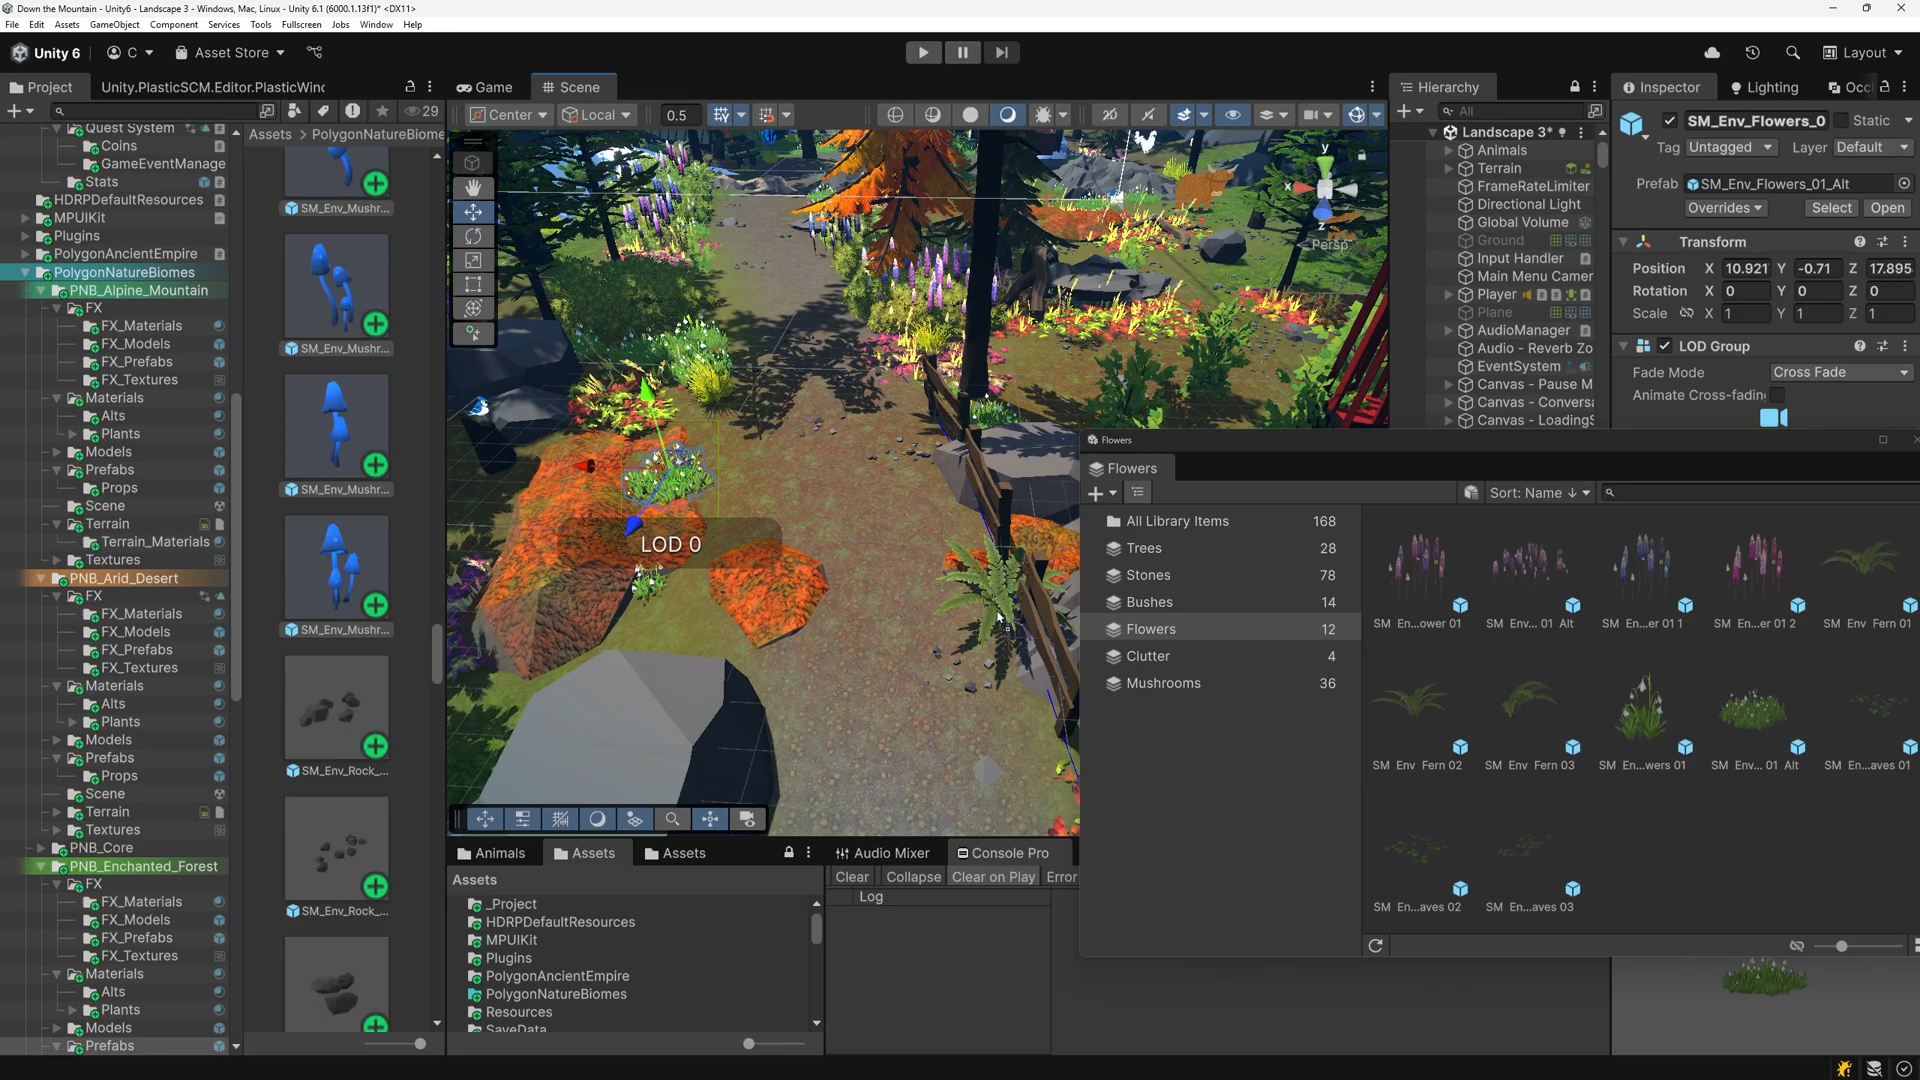 Down the Mountain - Unity6 - Landscape 3 - Windows, Mac, Linux - Unity 6.1 (6000.1.13f1)* <DX11>
File Edit Assets GameObject Component Services Tools Fullscreen Jobs Window Help
Unity 6 C Asset Store Layout
Project Unity.PlasticSCM.Editor.PlasticWind
29
Quest System
Coins
GameEventManage
Stats
HDRPDefaultResources
MPUIKit
Plugins
PolygonAncientEmpire
PolygonNatureBiomes
PNB_Alpine_Mountain
FX
FX_Materials
FX_Models
FX_Prefabs
FX_Textures
Materials
Alts
Plants
Models
Prefabs
Props
Scene
Terrain
Terrain_Materials
Textures
PNB_Arid_Desert
FX
FX_Materials
FX_Models
FX_Prefabs
FX_Textures
Materials
Alts
Plants
Models
Prefabs
Props
Scene
Terrain
Textures
PNB_Core
PNB_Enchanted_Forest
FX
FX_Materials
FX_Models
FX_Prefabs
FX_Textures
Materials
Alts
Plants
Models
Prefabs
Assets > PolygonNatureBiome
SM_Env_Mushr...
SM_Env_Mushr...
SM_Env_Mushr...
SM_Env_Mushr...
SM_Env_Rock_...
SM_Env_Rock_...
Game Scene
Center Local 0.5 2D
y
x
z
Persp
LOD 0
Hierarchy
All
Landscape 3*
Animals
Terrain
FrameRateLimiter
Directional Light
Global Volume
Ground
Input Handler
Main Menu Camer
Player
Plane
AudioManager
Audio - Reverb Zo
EventSystem
Canvas - Pause M
Canvas - Convers
Canvas - Loading
Inspector Lighting Occ
SM_Env_Flowers_0 Static
Tag Untagged Layer Default
Prefab SM_Env_Flowers_01_Alt
Overrides Select Open
Transform
Position X 10.921 Y -0.71 Z 17.895
Rotation X 0 Y 0 Z 0
Scale X 1 Y 1 Z 1
LOD Group
Fade Mode Cross Fade
Animate Cross-fadin
Flowers
Flowers
Sort: Name
All Library Items 168
Trees 28
Stones 78
Bushes 14
Flowers 12
Clutter 4
Mushrooms 36
SM En...ower 01 SM Env... 01 Alt SM En...er 01 1 SM En...er 01 2 SM Env Fern 01
SM Env Fern 02 SM Env Fern 03 SM En...wers 01 SM Env... 01 Alt SM En...aves 01
SM En...aves 02 SM En...aves 03
Animals Assets Assets
Assets
_Project
HDRPDefaultResources
MPUIKit
Plugins
PolygonAncientEmpire
PolygonNatureBiomes
Resources
SaveData
Audio Mixer Console Pro
Clear Collapse Clear on Play Error
Log